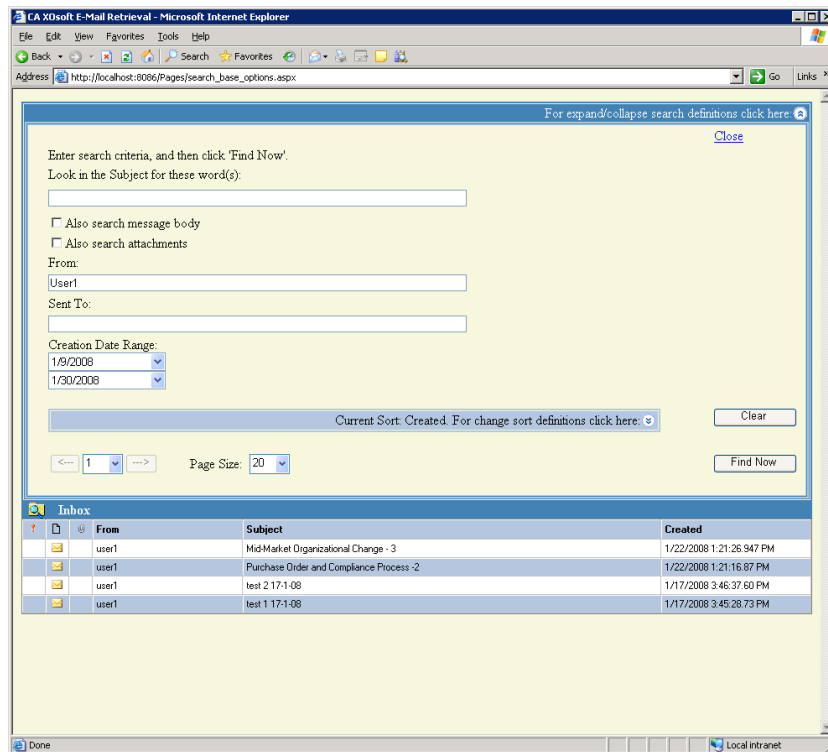 CA XOsoft E-Mail Retrieval - Microsoft Internet Explorer
File Edit View Favorites Tools Help
Back Search Favorites
Address http://localhost:8086/Pages/search_base_options.aspx Go Links »
For expand/collapse search definitions click here:
Close
Enter search criteria, and then click 'Find Now'.
Look in the Subject for these word(s):
Also search message body
Also search attachments
From:
User1
Sent To:
Creation Date Range:
1/9/2008
1/30/2008
Current Sort: Created. For change sort definitions click here:
Clear
<--- 1 ---> Page Size: 20 Find Now
Inbox
From Subject Created
user1 Mid-Market Organizational Change - 3 1/22/2008 1:21:26.947 PM
user1 Purchase Order and Compliance Process -2 1/22/2008 1:21:16.87 PM
user1 test 2 17-1-08 1/17/2008 3:46:37.60 PM
user1 test 1 17-1-08 1/17/2008 3:45:28.73 PM
Done Local intranet